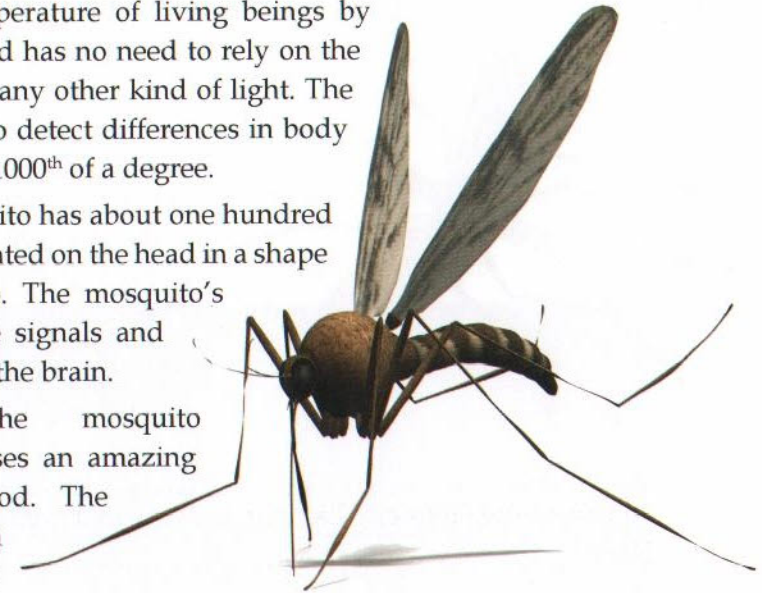 perature of living beings by
d has no need to rely on the
any other kind of light. The
o detect differences in body
1000th of a degree.
ito has about one hundred
ated on the head in a shape
. The mosquito's
signals and
the brain.
he mosquito
ses an amazing
od. The